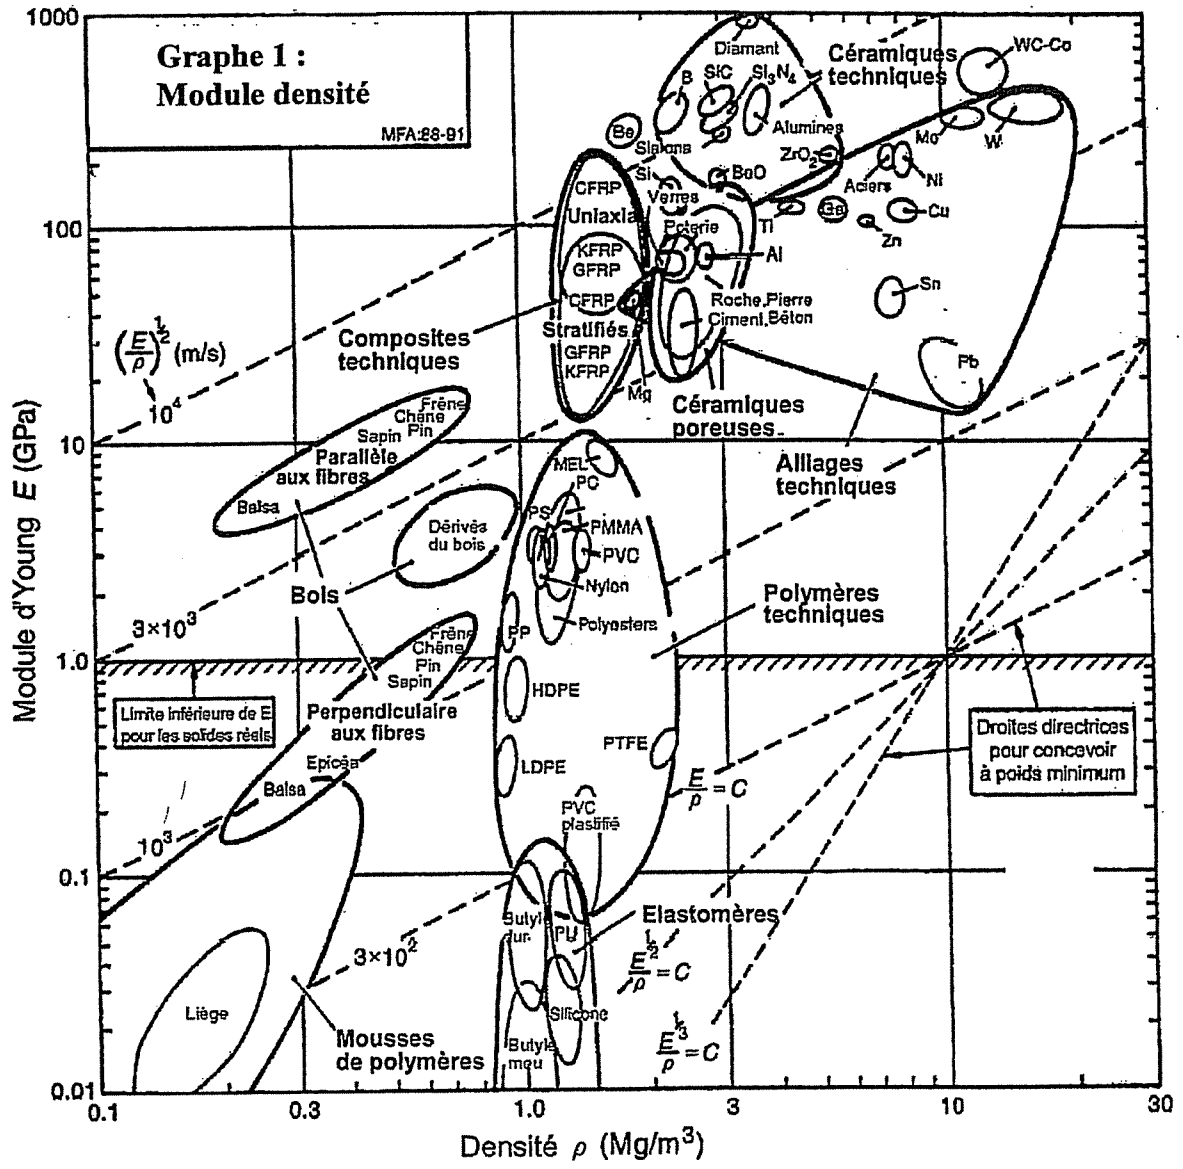 Graphe 1 :
Module densité
MFA:88-91
1000
100
10
1.0
0.1
0.01
Module d'Young E (GPa)
Diamant
Céramiques
techniques
WC-Co
B
SiC
Si3N4
Be
Sialons
Alumines
ZrO2
Mo
W
Si
BeO
Aciers
Ni
CFRP
Verres
Ti
Ge
Cu
Uniaxia
Poterie
Zn
Al
KFRP
GFRP
CFRP
Roche, Pierre
Ciment, Béton
Sn
Stratifiés
GFRP
KFRP
Composites
techniques
(E/ρ)^1/2 (m/s)
10^4
Mg
Pb
Céramiques
poreuses
Frêne
Chêne
Sapin Pin
Parallèle
aux fibres
Balsa
Alliages
techniques
MEL
PC
PS
PMMA
PVC
Nylon
Polyesters
Dérivés
du bois
Bois
Polymères
techniques
3×10^3
PP
Frêne
Chêne
Pin
Sapin
HDPE
Limite inférieure de E
pour les solides réels
Perpendiculaire
aux fibres
Droites directrices
pour concevoir
à poids minimum
PTFE
LDPE
Epicéa
Balsa
E/ρ = C
PVC
plastifié
10^3
Elastomères
Butyle
dur
PU
3×10^2
E^1/2/ρ = C
Liège
Silicone
Mousses
de polymères
Butyle
mou
E^1/3/ρ = C
0.1 0.3 1.0 3 10 30
Densité ρ (Mg/m³)